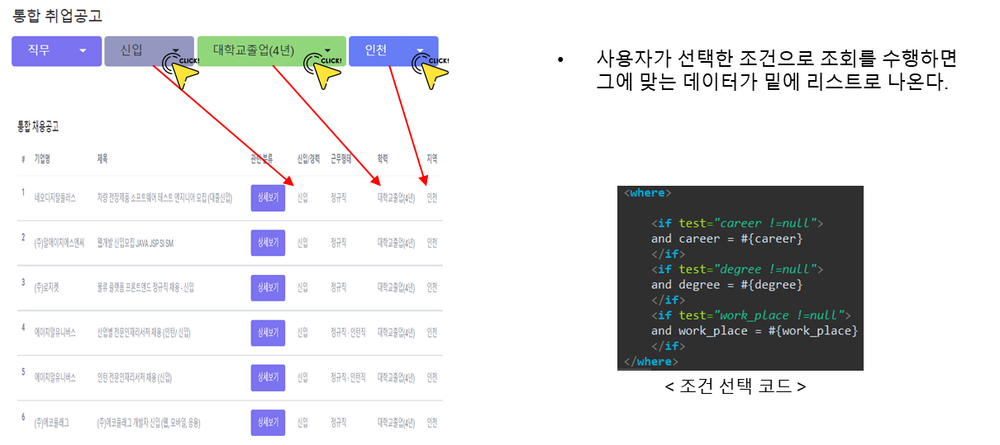 통합 취업공고
직무 신입 대학교졸업(4년) 인천
CLICK! CLICK! CLICK!
통합 채용공고
# 기업명 제목 관련 분류 신입/경력 근무형태 학력 지역
1 네오디지탈플러스 차량 전장제품 소프트웨어 테스트 엔지니어 모집 (대졸신입) 상세보기 신입 정규직 대학교졸업(4년) 인천
2 (주)알에이치에스앤씨 웹개발 신입모집 JAVA JSP SI SM 상세보기 신입 정규직 대학교졸업(4년) 인천
3 (주)로지켓 물류 플랫폼 프론트엔드 정규직 채용 - 신입 상세보기 신입 정규직 대학교졸업(4년) 인천
4 에이치알유니버스 산업별 전문인재리서처 채용 (인턴/ 신입) 상세보기 신입 정규직 · 인턴직 대학교졸업(4년) 인천
5 에이치알유니버스 인턴 전문인재리서처 채용 (신입) 상세보기 신입 정규직 · 인턴직 대학교졸업(4년) 인천
6 (주)에코플래그 (주)에코플래그 개발자 신입 (웹, 모바일, 응용) 상세보기 신입 정규직 대학교졸업(4년) 인천
• 사용자가 선택한 조건으로 조회를 수행하면
그에 맞는 데이터가 밑에 리스트로 나온다.
<where>
<if test="career !=null">
and career = #{career}
</if>
<if test="degree !=null">
and degree = #{degree}
</if>
<if test="work_place !=null">
and work_place = #{work_place}
</if>
</where>
< 조건 선택 코드 >